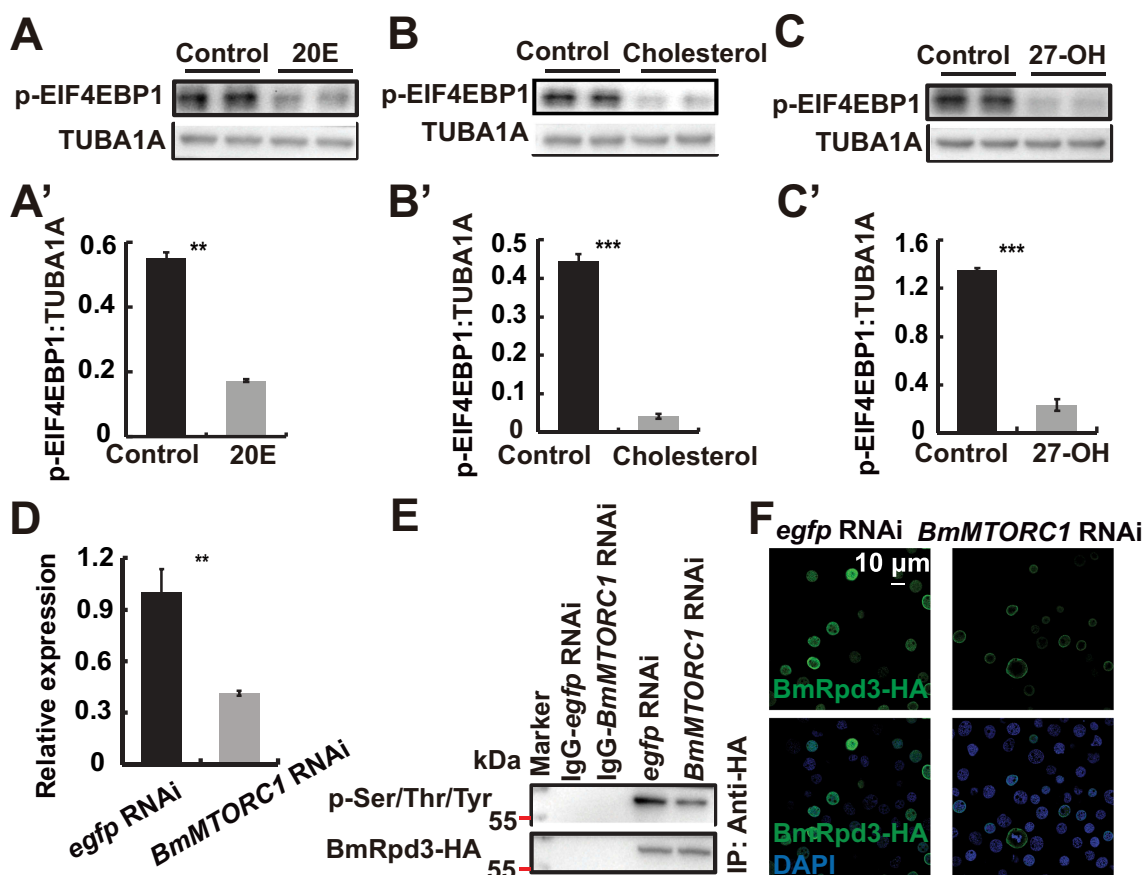 A
Control 20E
p-EIF4EBP1
TUBA1A
B
Control Cholesterol
p-EIF4EBP1
TUBA1A
C
Control 27-OH
p-EIF4EBP1
TUBA1A
A'
p-EIF4EBP1:TUBA1A
0.6
0.4
0.2
0
**
Control 20E
B'
p-EIF4EBP1:TUBA1A
0.5
0.4
0.3
0.2
0.1
0
***
Control Cholesterol
C'
p-EIF4EBP1:TUBA1A
1.6
1.2
0.8
0.4
0
***
Control 27-OH
D
Relative expression
1.2
0.9
0.6
0.3
0
**
egfp RNAi
BmMTORC1 RNAi
E
kDa
Marker
IgG-egfp RNAi
IgG-BmMTORC1 RNAi
egfp RNAi
BmMTORC1 RNAi
p-Ser/Thr/Tyr
55
BmRpd3-HA
55
IP: Anti-HA
F
egfp RNAi BmMTORC1 RNAi
10 µm
BmRpd3-HA
BmRpd3-HA
DAPI